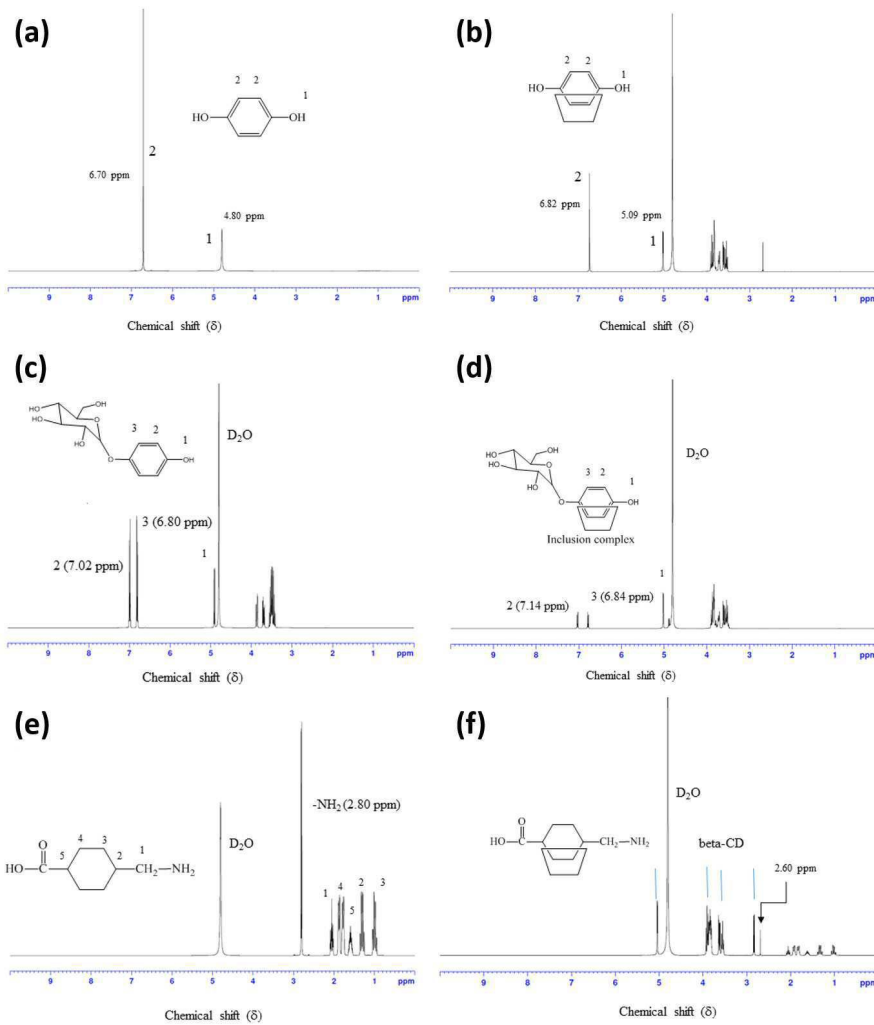 (a)
2 2
1
HO
OH
2
6.70 ppm
4.80 ppm
1
9 8 7 6 5 4 3 2 1 ppm
Chemical shift (δ)
(b)
2 2
1
HO
OH
2
6.82 ppm
5.09 ppm
1
9 8 7 6 5 4 3 2 1 ppm
Chemical shift (δ)
(c)
HO
OH
HO
O
HO
O
3 2
1
OH
D₂O
3 (6.80 ppm)
2 (7.02 ppm)
1
9 8 7 6 5 4 3 2 1 ppm
Chemical shift (δ)
(d)
HO
OH
HO
O
HO
O
3 2
1
OH
Inclusion complex
D₂O
1
3 (6.84 ppm)
2 (7.14 ppm)
9 8 7 6 5 4 3 2 1 ppm
Chemical shift (δ)
(e)
O
HO
C
4
3
5
2
1
CH₂
NH₂
D₂O
-NH₂ (2.80 ppm)
1
4
5
2
3
9 8 7 6 5 4 3 2 1 ppm
Chemical shift (δ)
(f)
O
HO
C
CH₂
NH₂
D₂O
beta-CD
2.60 ppm
9 8 7 6 5 4 3 2 1 ppm
Chemical shift (δ)